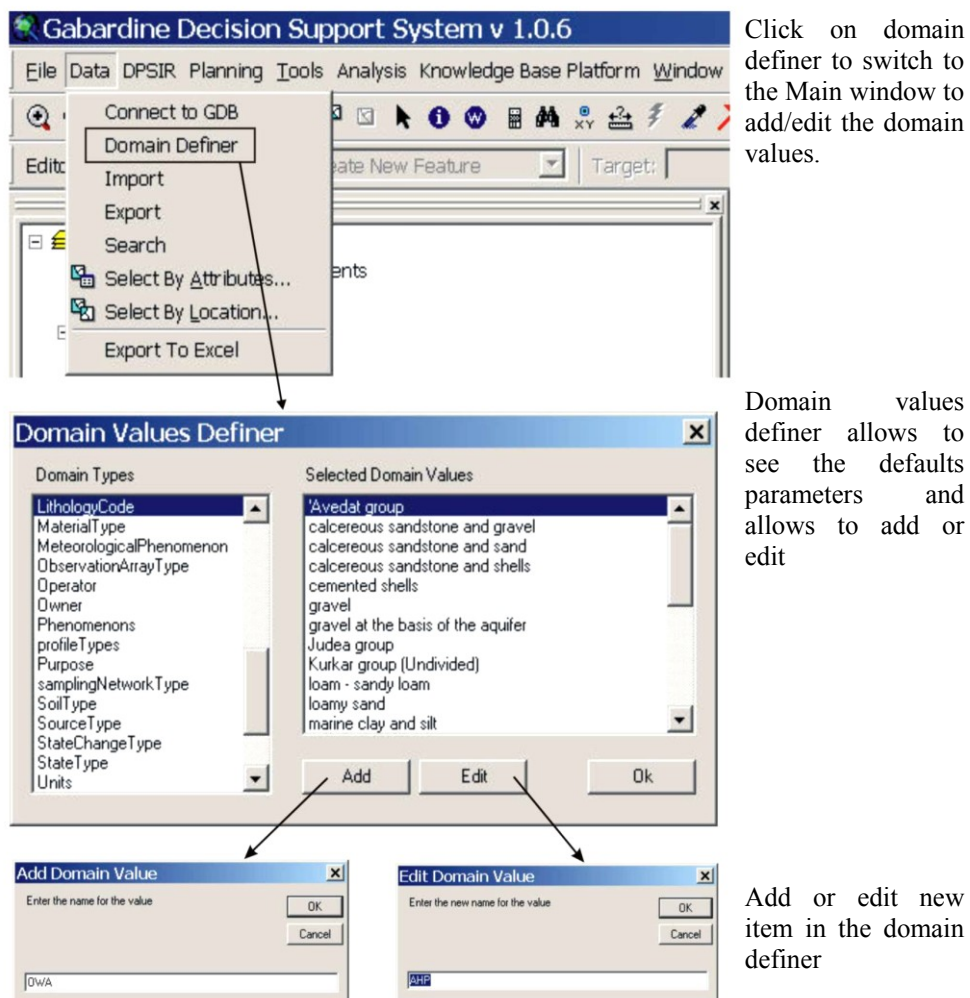 Gabardine Decision Support System v 1.0.6
File Data DPSIR Planning Tools Analysis Knowledge Base Platform Window
Connect to GDB
Domain Definer
Import
Export
Search
Select By Attributes...
Select By Location...
Export To Excel
XY
Create New Feature
Target:
Click on domain
definer to switch to
the Main window to
add/edit the domain
values.
Domain Values Definer
Domain Types
LithologyCode
MaterialType
MeteorologicalPhenomenon
ObservationArrayType
Operator
Owner
Phenomenons
profileTypes
Purpose
samplingNetworkType
SoilType
SourceType
StateChangeType
StateType
Units
Selected Domain Values
'Avedat group
calcereous sandstone and gravel
calcereous sandstone and sand
calcereous sandstone and shells
cemented shells
gravel
gravel at the basis of the aquifer
Judea group
Kurkar group (Undivided)
loam - sandy loam
loamy sand
marine clay and silt
Add Edit Ok
Domain values
definer allows to
see the defaults
parameters and
allows to add or
edit
Add Domain Value
Enter the name for the value
OK
Cancel
OWA
Edit Domain Value
Enter the new name for the value
OK
Cancel
AHP
Add or edit new
item in the domain
definer